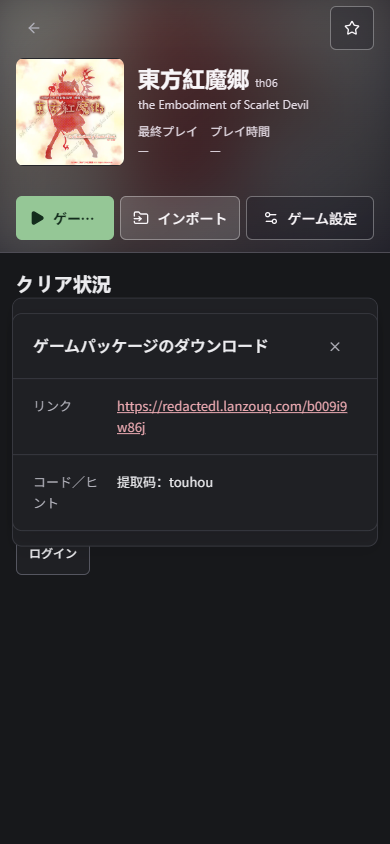 東方紅魔郷 th06
the Embodiment of Scarlet Devil
最終プレイ プレイ時間
— —
ゲー… インポート ゲーム設定
クリア状況
ゲームパッケージのダウンロード
リンク https://redactedl.lanzouq.com/b009i9
w86j
コード／ヒ 提取码：touhou
ント
ログイン